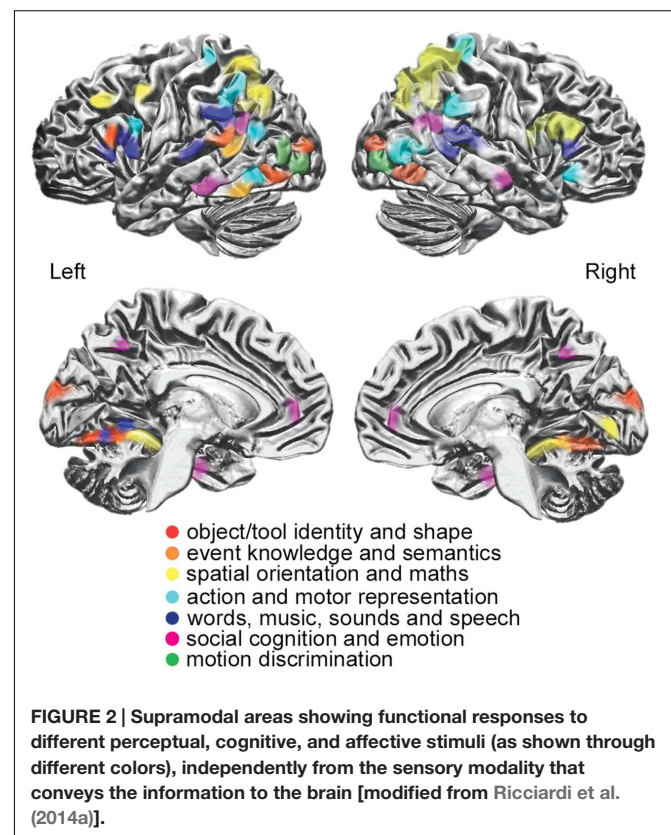 Left
Right
object/tool identity and shape
event knowledge and semantics
spatial orientation and maths
action and motor representation
words, music, sounds and speech
social cognition and emotion
motion discrimination
FIGURE 2 | Supramodal areas showing functional responses to
different perceptual, cognitive, and affective stimuli (as shown through
different colors), independently from the sensory modality that
conveys the information to the brain [modified from Ricciardi et al.
(2014a)].